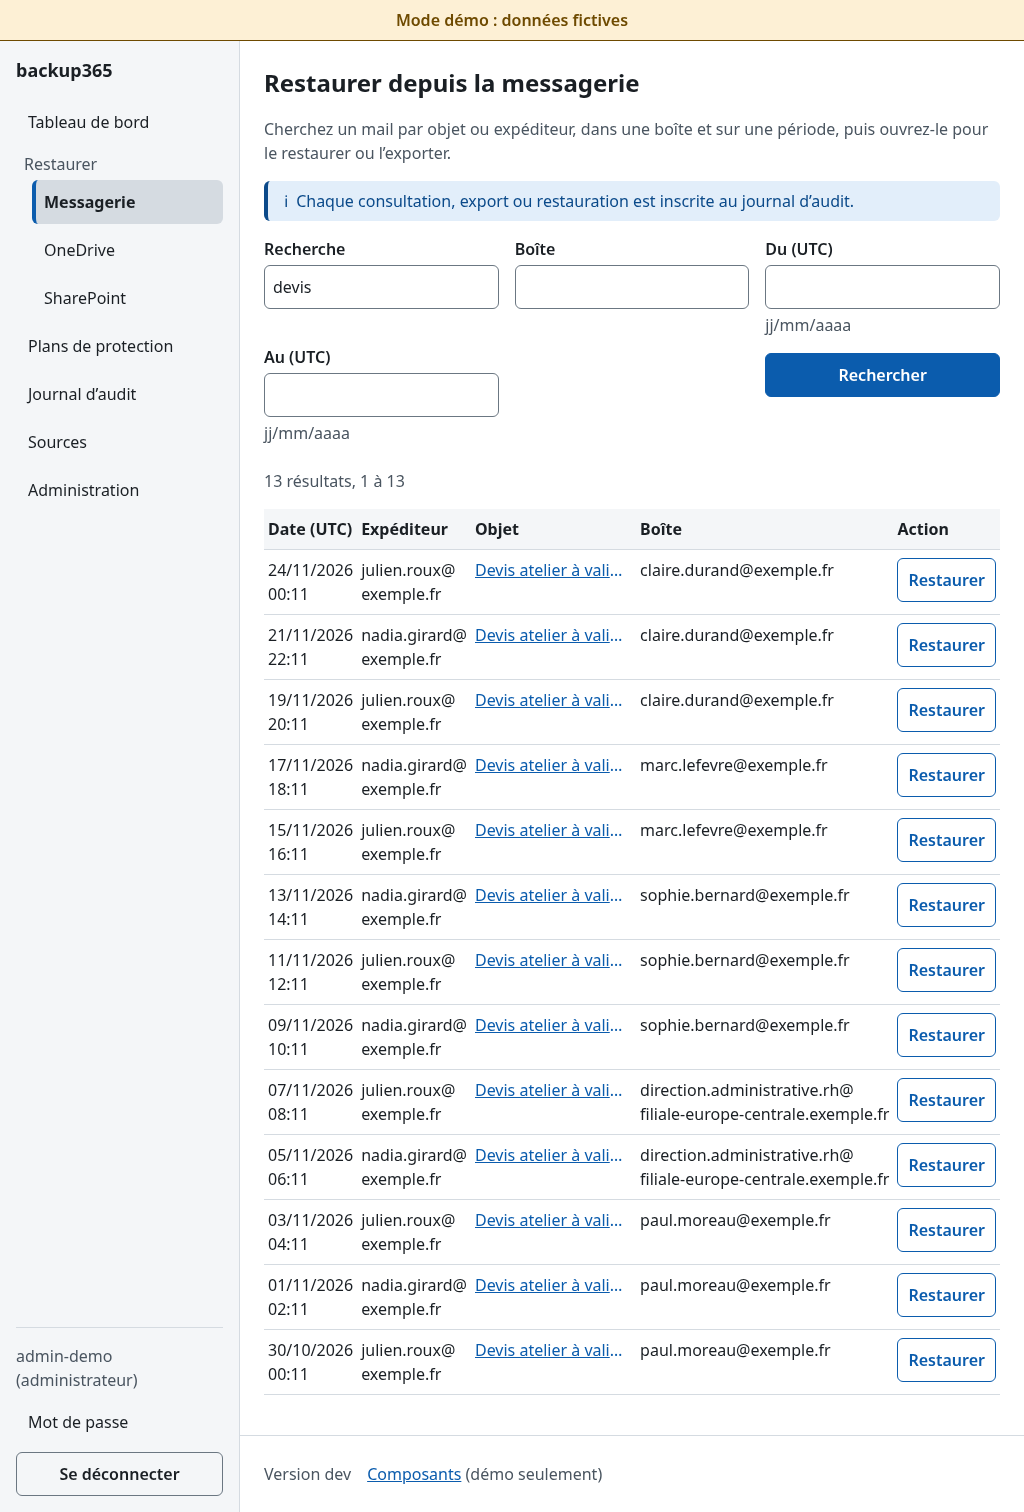 Mode démo : données fictives
backup365
Tableau de bord
Restaurer
Messagerie
OneDrive
SharePoint
Plans de protection
Journal d’audit
Sources
Administration
admin-demo
(administrateur)
Mot de passe
Se déconnecter
Restaurer depuis la messagerie
Cherchez un mail par objet ou expéditeur, dans une boîte et sur une période, puis ouvrez-le pour
le restaurer ou l’exporter.
i Chaque consultation, export ou restauration est inscrite au journal d’audit.
Recherche Boîte Du (UTC)
devis
jj/mm/aaaa
Au (UTC)
Rechercher
jj/mm/aaaa
13 résultats, 1 à 13
Date (UTC) Expéditeur Objet Boîte Action
24/11/2026 julien.roux@ Devis atelier à vali... claire.durand@exemple.fr Restaurer
00:11 exemple.fr
21/11/2026 nadia.girard@ Devis atelier à vali... claire.durand@exemple.fr Restaurer
22:11 exemple.fr
19/11/2026 julien.roux@ Devis atelier à vali... claire.durand@exemple.fr Restaurer
20:11 exemple.fr
17/11/2026 nadia.girard@ Devis atelier à vali... marc.lefevre@exemple.fr Restaurer
18:11 exemple.fr
15/11/2026 julien.roux@ Devis atelier à vali... marc.lefevre@exemple.fr Restaurer
16:11 exemple.fr
13/11/2026 nadia.girard@ Devis atelier à vali... sophie.bernard@exemple.fr Restaurer
14:11 exemple.fr
11/11/2026 julien.roux@ Devis atelier à vali... sophie.bernard@exemple.fr Restaurer
12:11 exemple.fr
09/11/2026 nadia.girard@ Devis atelier à vali... sophie.bernard@exemple.fr Restaurer
10:11 exemple.fr
07/11/2026 julien.roux@ Devis atelier à vali... direction.administrative.rh@ Restaurer
08:11 exemple.fr filiale-europe-centrale.exemple.fr
05/11/2026 nadia.girard@ Devis atelier à vali... direction.administrative.rh@ Restaurer
06:11 exemple.fr filiale-europe-centrale.exemple.fr
03/11/2026 julien.roux@ Devis atelier à vali... paul.moreau@exemple.fr Restaurer
04:11 exemple.fr
01/11/2026 nadia.girard@ Devis atelier à vali... paul.moreau@exemple.fr Restaurer
02:11 exemple.fr
30/10/2026 julien.roux@ Devis atelier à vali... paul.moreau@exemple.fr Restaurer
00:11 exemple.fr
Version dev Composants (démo seulement)